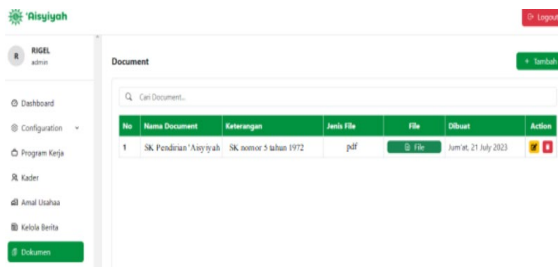 'Aisyiyah
Logout
R
RIGEL
admin
Document
+ Tambah
Cari Document...
Dashboard
Configuration
Program Kerja
Kader
Amal Usahaa
Kelola Berita
Dokumen
No Nama Document Keterangan Jenis File File Dibuat Action
1 SK Pendirian 'Aisyiyah SK nomor 5 tahun 1972 pdf File Jum'at, 21 July 2023